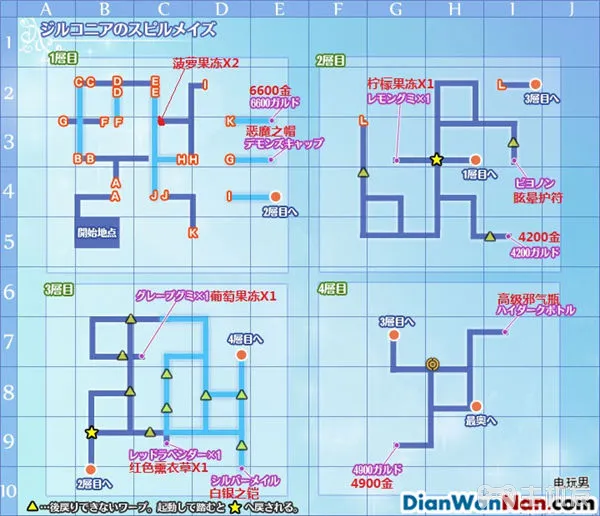 A B C D E F G H I J
ジルコニアのスピルメイズ
1
1層目
2層目
菠萝果冻X2
6600金
6600ガルド
柠檬果冻X1
レモングミ×1
2
C C D E I
D E
L
3層目へ
G F F K
恶魔之帽
デモンズキャップ
L
3
B B H H G
1層目へ
ピヨノン
眩晕护符
A
4
A J J I
2層目へ
開始地点
K
4200金
4200ガルド
5
6
3層目
グレープグミ×1 葡萄果冻X1
4層目
高级邪气瓶
ハイダークボトル
7
4層目へ
3層目へ
8
最奥へ
9
レッドラベンダー×1
红色薰衣草X1
2層目へ
シルバーメイル
白银之铠
4900ガルド
4900金
10
△…後戻りできないワープ。起動して踏むと☆へ戻される。
电玩男
DianWanNan.com